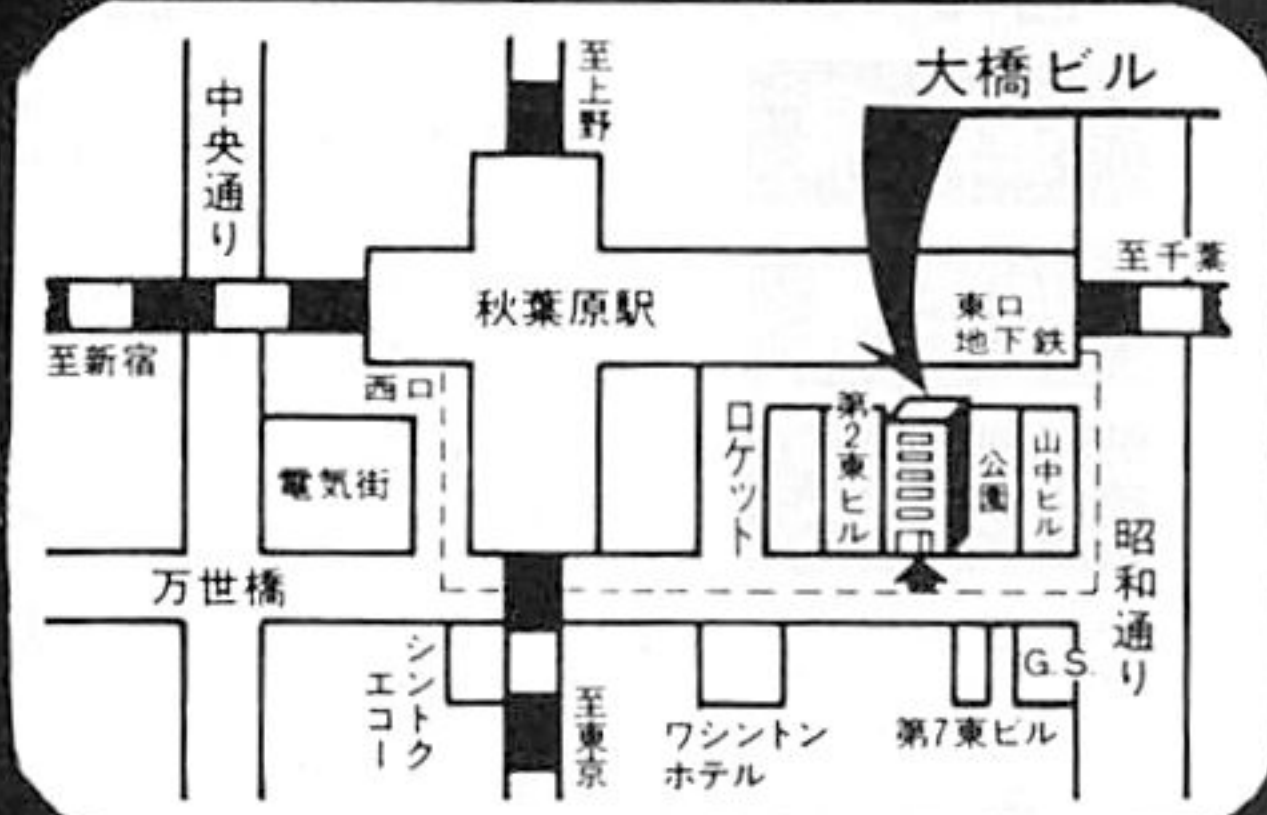 大橋ビル
至上野
中央通り
至千葉
秋葉原駅
東口
地下鉄
至新宿
西口
電気街
ロケット
第2東ビル
公園
山中ビル
昭和通り
万世橋
シントク
エコー
至東京
ワシントン
ホテル
第7東ビル
G.S.